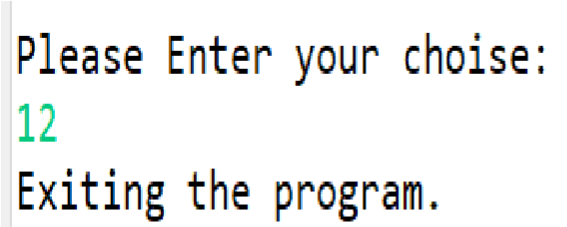 Please Enter your choise:
12
Exiting the program.